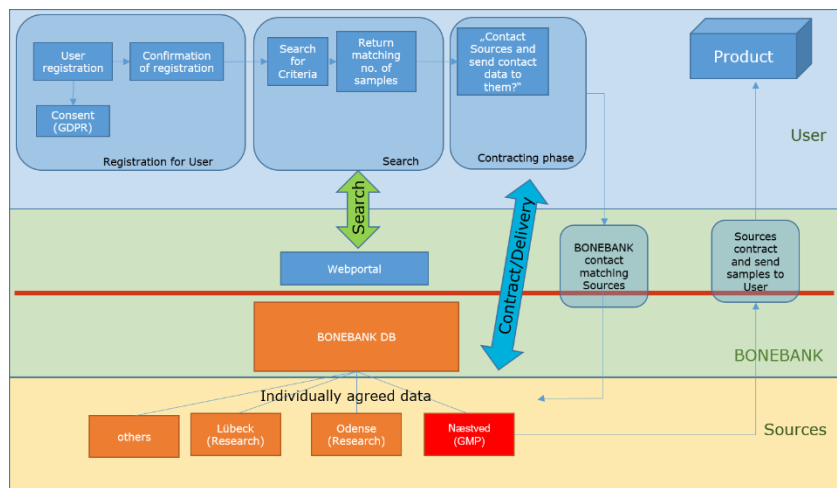 User
registration
Confirmation
of registration
Consent
(GDPR)
Registration for User
Search
for
Criteria
Return
matching
no. of
samples
Search
„Contact
Sources and
send contact
data to
them?“
Contracting phase
Product
User
Search
Contract/Delivery
Webportal
BONEBANK
contact
matching
Sources
Sources
contract
and send
samples to
User
BONEBANK DB
BONEBANK
Individually agreed data
others
Lübeck
(Research)
Odense
(Research)
Næstved
(GMP)
Sources